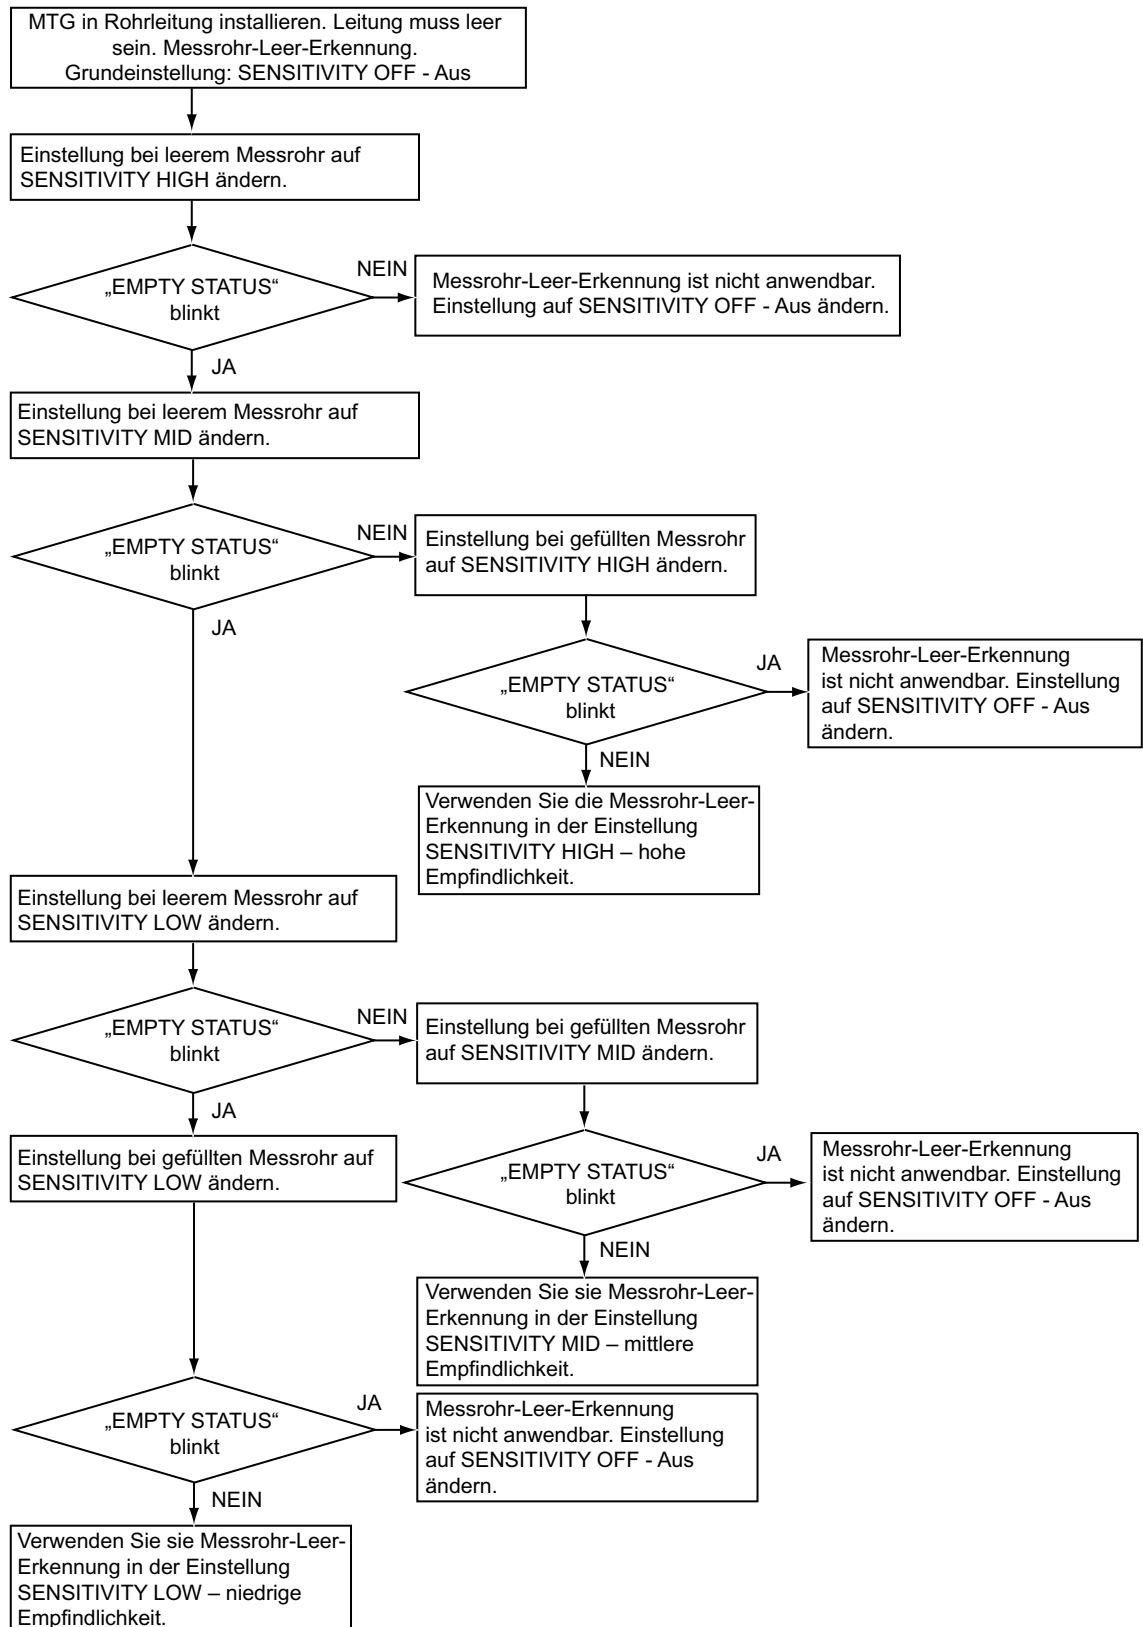 MTG in Rohrleitung installieren. Leitung muss leer
sein. Messrohr-Leer-Erkennung.
Grundeinstellung: SENSITIVITY OFF - Aus
Einstellung bei leerem Messrohr auf
SENSITIVITY HIGH ändern.
„EMPTY STATUS“
blinkt
NEIN
Messrohr-Leer-Erkennung ist nicht anwendbar.
Einstellung auf SENSITIVITY OFF - Aus ändern.
JA
Einstellung bei leerem Messrohr auf
SENSITIVITY MID ändern.
„EMPTY STATUS“
blinkt
NEIN
Einstellung bei gefüllten Messrohr
auf SENSITIVITY HIGH ändern.
JA
„EMPTY STATUS“
blinkt
JA
Messrohr-Leer-Erkennung
ist nicht anwendbar. Einstellung
auf SENSITIVITY OFF - Aus
ändern.
NEIN
Verwenden Sie die Messrohr-Leer-
Erkennung in der Einstellung
SENSITIVITY HIGH – hohe
Empfindlichkeit.
Einstellung bei leerem Messrohr auf
SENSITIVITY LOW ändern.
„EMPTY STATUS“
blinkt
NEIN
Einstellung bei gefüllten Messrohr
auf SENSITIVITY MID ändern.
JA
Einstellung bei gefüllten Messrohr auf
SENSITIVITY LOW ändern.
„EMPTY STATUS“
blinkt
JA
Messrohr-Leer-Erkennung
ist nicht anwendbar. Einstellung
auf SENSITIVITY OFF - Aus
ändern.
NEIN
Verwenden Sie sie Messrohr-Leer-
Erkennung in der Einstellung
SENSITIVITY MID – mittlere
Empfindlichkeit.
„EMPTY STATUS“
blinkt
JA
Messrohr-Leer-Erkennung
ist nicht anwendbar. Einstellung
auf SENSITIVITY OFF - Aus
ändern.
NEIN
Verwenden Sie sie Messrohr-Leer-
Erkennung in der Einstellung
SENSITIVITY LOW – niedrige
Empfindlichkeit.